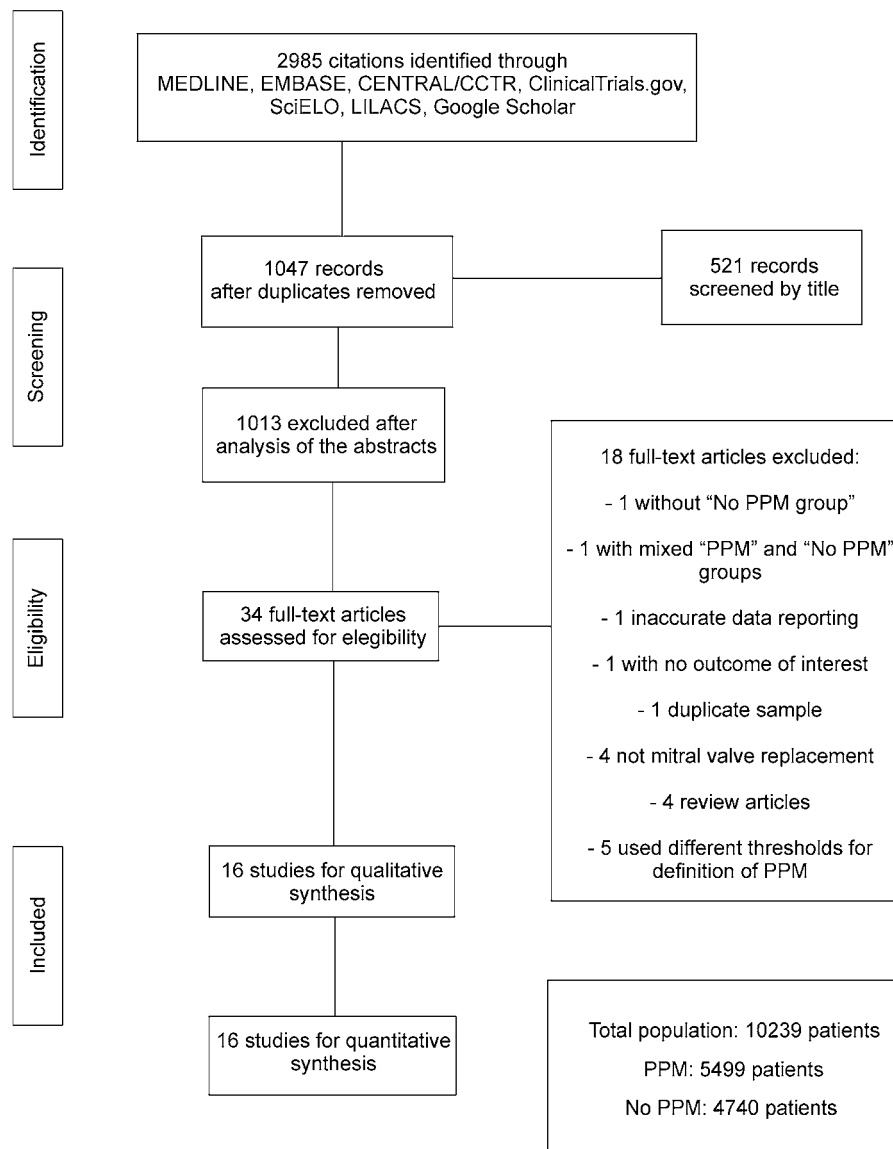 Identification
2985 citations identified through
MEDLINE, EMBASE, CENTRAL/CCTR, ClinicalTrials.gov,
SciELO, LILACS, Google Scholar
Screening
1047 records
after duplicates removed
521 records
screened by title
1013 excluded after
analysis of the abstracts
Eligibility
34 full-text articles
assessed for elegibility
18 full-text articles excluded:
- 1 without “No PPM group”
- 1 with mixed “PPM” and “No PPM”
groups
- 1 inaccurate data reporting
- 1 with no outcome of interest
- 1 duplicate sample
- 4 not mitral valve replacement
- 4 review articles
- 5 used different thresholds for
definition of PPM
Included
16 studies for qualitative
synthesis
16 studies for quantitative
synthesis
Total population: 10239 patients
PPM: 5499 patients
No PPM: 4740 patients